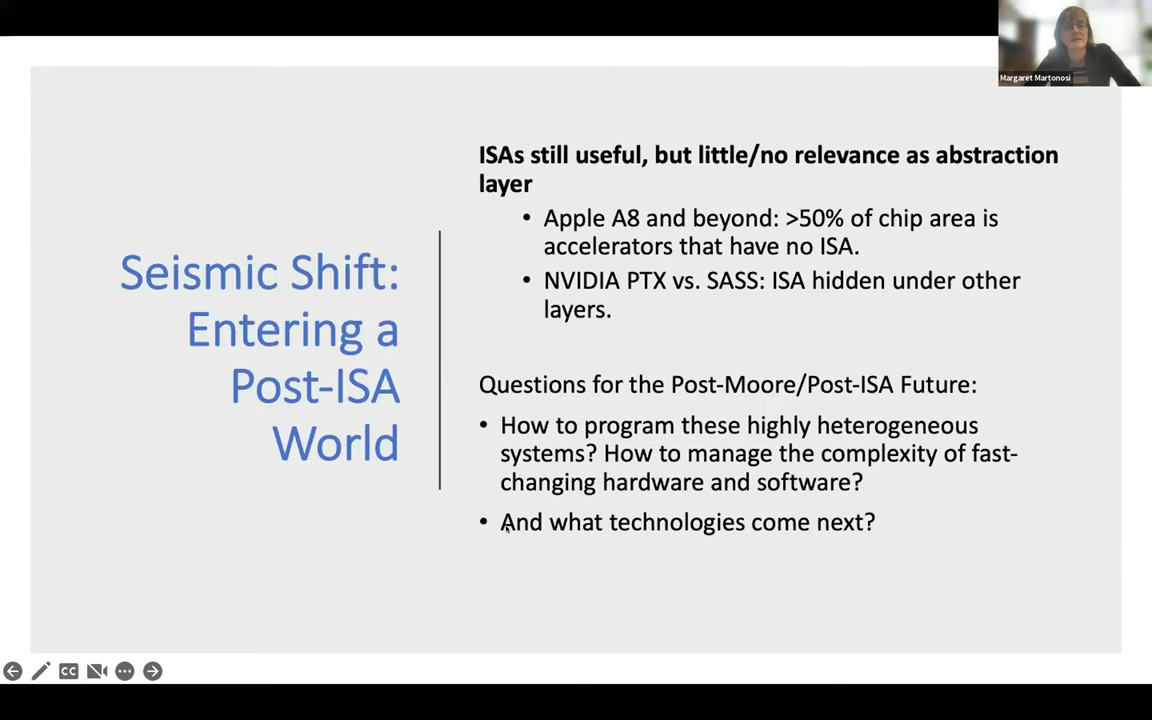 Margaret Martonosi
Seismic Shift:
Entering a
Post-ISA
World
ISAs still useful, but little/no relevance as abstraction
layer
• Apple A8 and beyond: >50% of chip area is
accelerators that have no ISA.
• NVIDIA PTX vs. SASS: ISA hidden under other
layers.
Questions for the Post-Moore/Post-ISA Future:
• How to program these highly heterogeneous
systems? How to manage the complexity of fast-
changing hardware and software?
• And what technologies come next?
CC